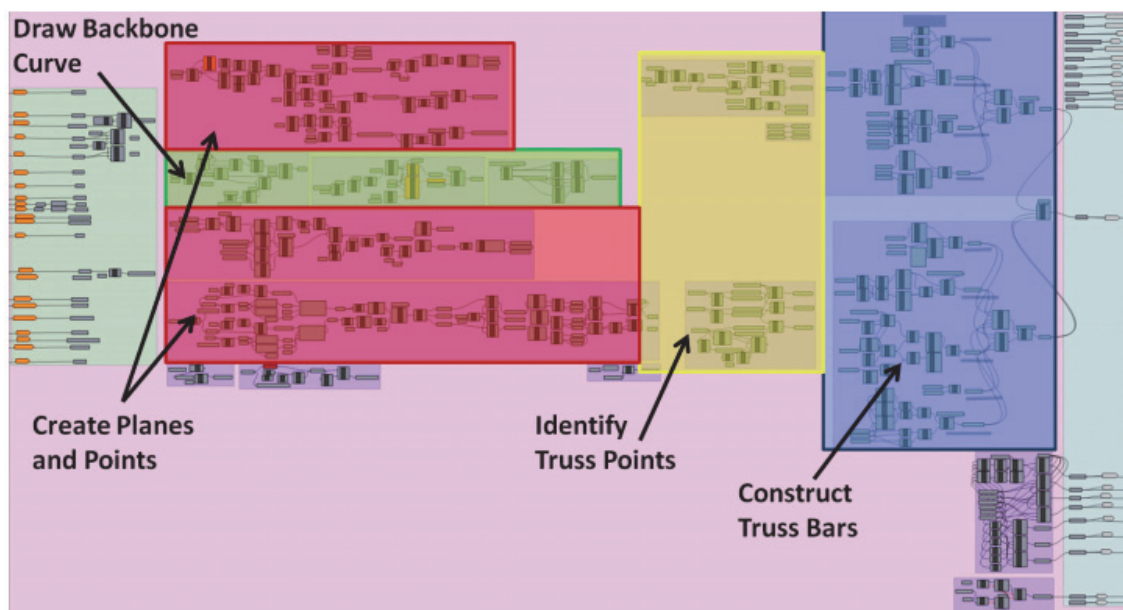 Draw Backbone
Curve
Create Planes
and Points
Identify
Truss Points
Construct
Truss Bars